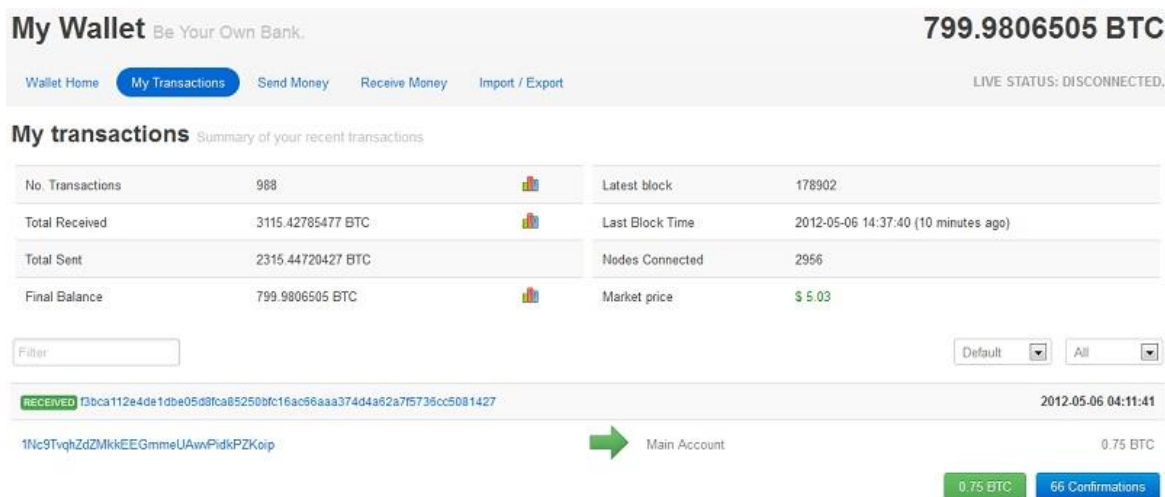 My Wallet Be Your Own Bank. 799.9806505 BTC
Wallet Home My Transactions Send Money Receive Money Import / Export LIVE STATUS: DISCONNECTED.
My transactions Summary of your recent transactions
No. Transactions 988 Latest block 178902
Total Received 3115.42785477 BTC Last Block Time 2012-05-06 14:37:40 (10 minutes ago)
Total Sent 2315.44720427 BTC Nodes Connected 2956
Final Balance 799.9806505 BTC Market price $ 5.03
Filter Default All
RECEIVED f3bca112e4de1dbe05d8fca85250bfc16ac66aaa374d4a62a7f5736cc5081427 2012-05-06 04:11:41
1Nc9TvqhZdZMkkEEGmmeUAwvPidkPZKoip Main Account 0.75 BTC
0.75 BTC 66 Confirmations